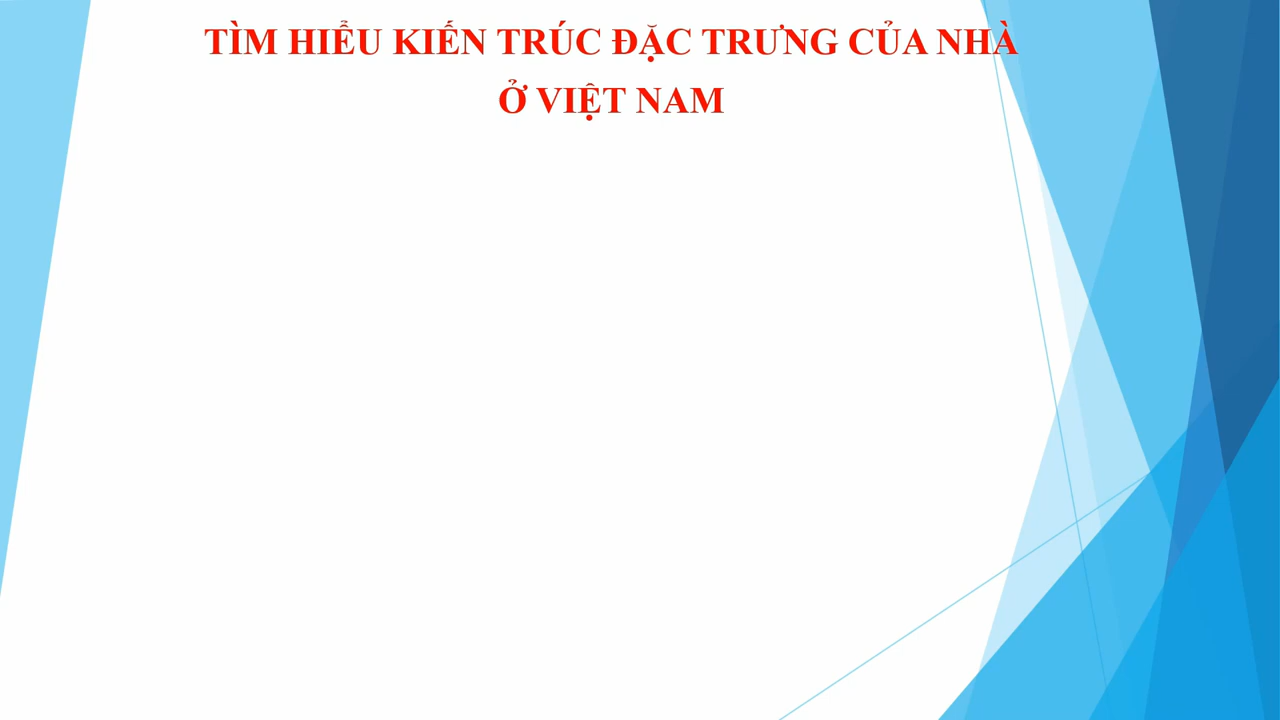 TÌM HIỂU KIẾN TRÚC ĐẶC TRƯNG CỦA NHÀ
Ở VIỆT NAM